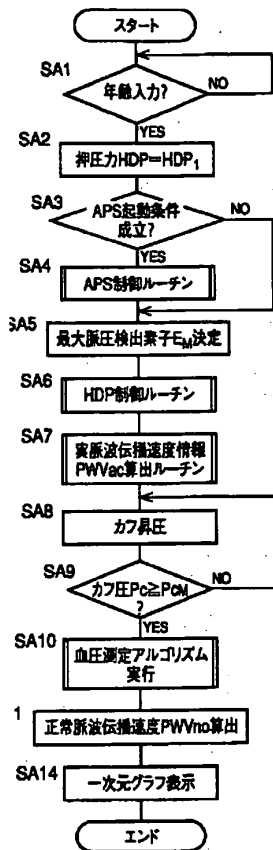 スタート
SA1
年齢入力?
NO
YES
SA2
押圧力HDP=HDP1
SA3
APS起動条件
成立?
NO
YES
SA4
APS制御ルーチン
SA5
最大脈圧検出素子EM決定
SA6
HDP制御ルーチン
SA7
実脈波伝播速度情報
PWVac算出ルーチン
SA8
カフ昇圧
SA9
カフ圧Pc≧PCM
?
NO
YES
SA10
血圧測定アルゴリズム
実行
1
正常脈波伝播速度PWVno算出
SA14
一次元グラフ表示
エンド